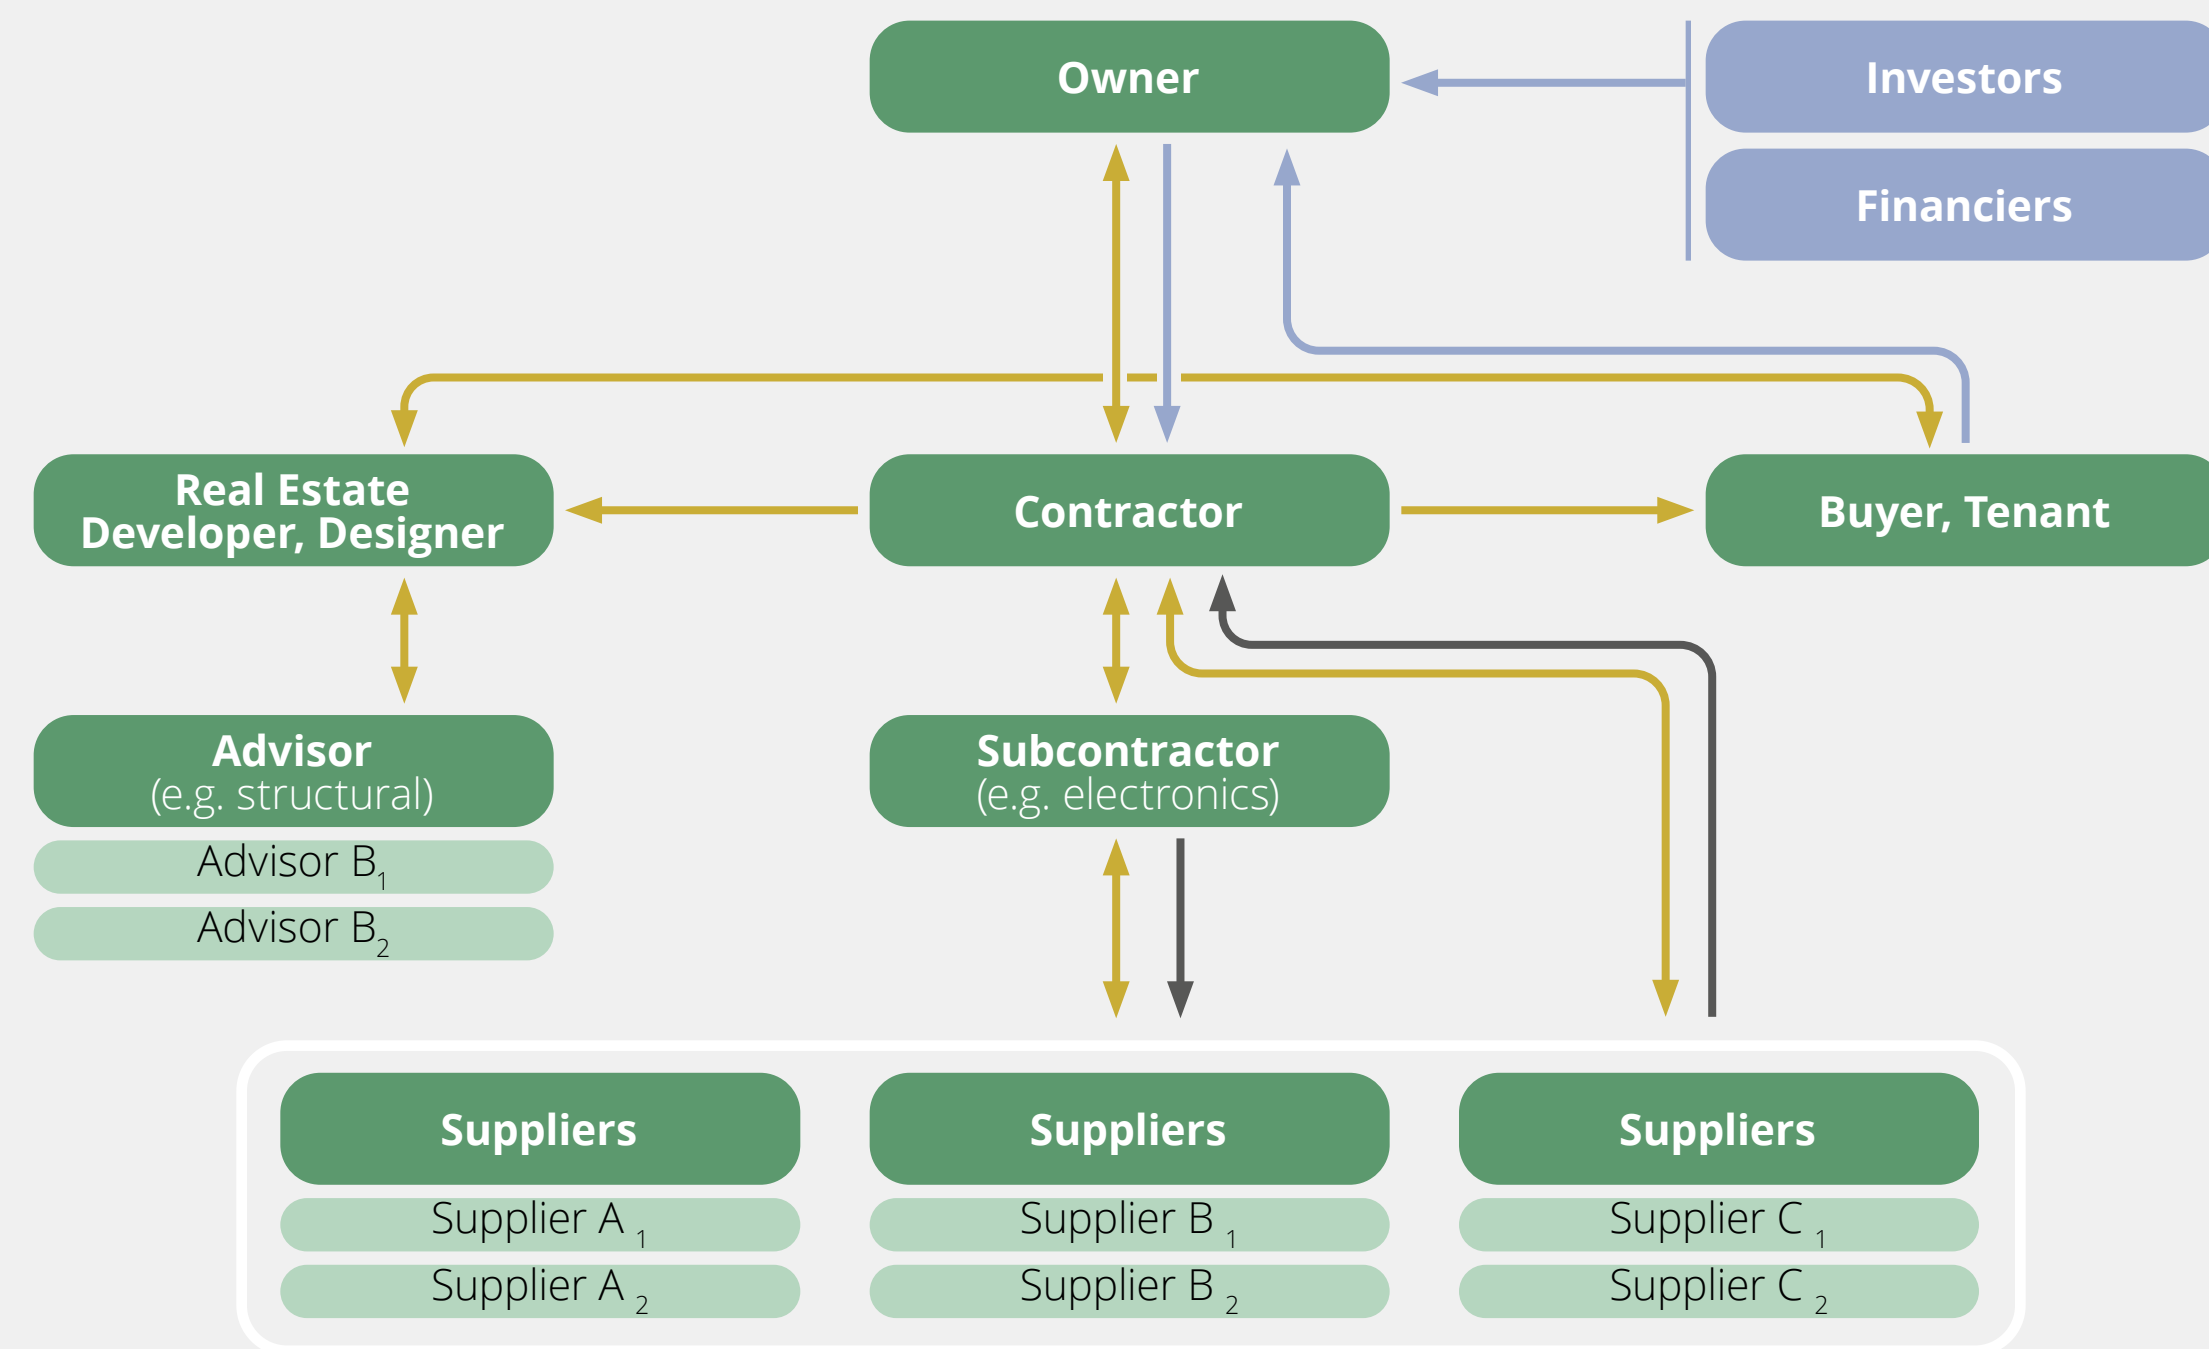 Owner
Investors
Financiers
Real Estate
Developer, Designer
Contractor
Buyer, Tenant
Advisor
(e.g. structural)
Advisor B1
Advisor B2
Subcontractor
(e.g. electronics)
Suppliers
Supplier A 1
Supplier A 2
Suppliers
Supplier B 1
Supplier B 2
Suppliers
Supplier C 1
Supplier C 2